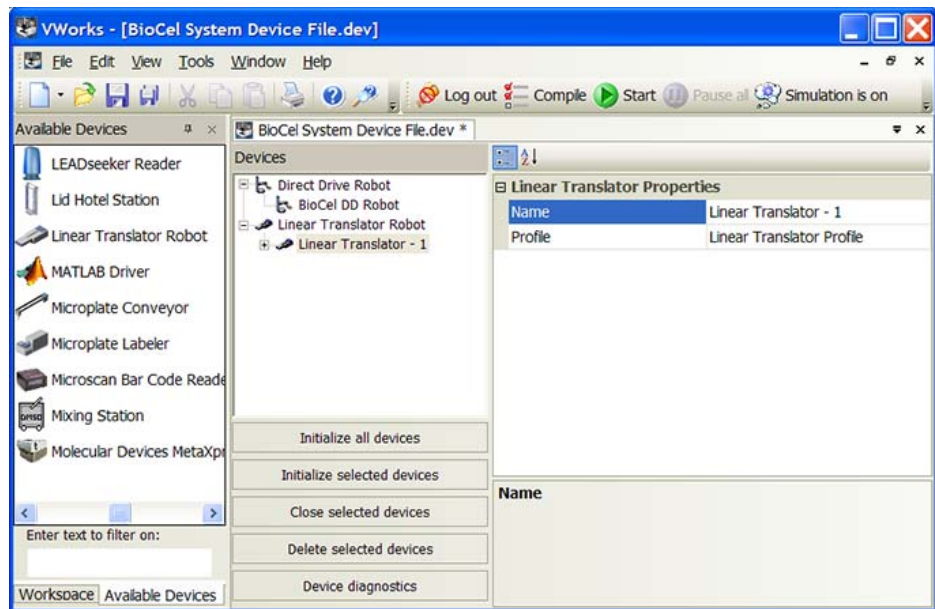 VWorks - [BioCel System Device File.dev]
File Edit View Tools Window Help
Log out Compile Start Pause all Simulation is on
Available Devices
LEADseeker Reader
Lid Hotel Station
Linear Translator Robot
MATLAB Driver
Microplate Conveyor
Microplate Labeler
Microscan Bar Code Reade
Mixing Station
Molecular Devices MetaXpr
Enter text to filter on:
Workspace Available Devices
BioCel System Device File.dev *
Devices
Direct Drive Robot
BioCel DD Robot
Linear Translator Robot
Linear Translator - 1
Initialize all devices
Initialize selected devices
Close selected devices
Delete selected devices
Device diagnostics
Linear Translator Properties
Name Linear Translator - 1
Profile Linear Translator Profile
Name